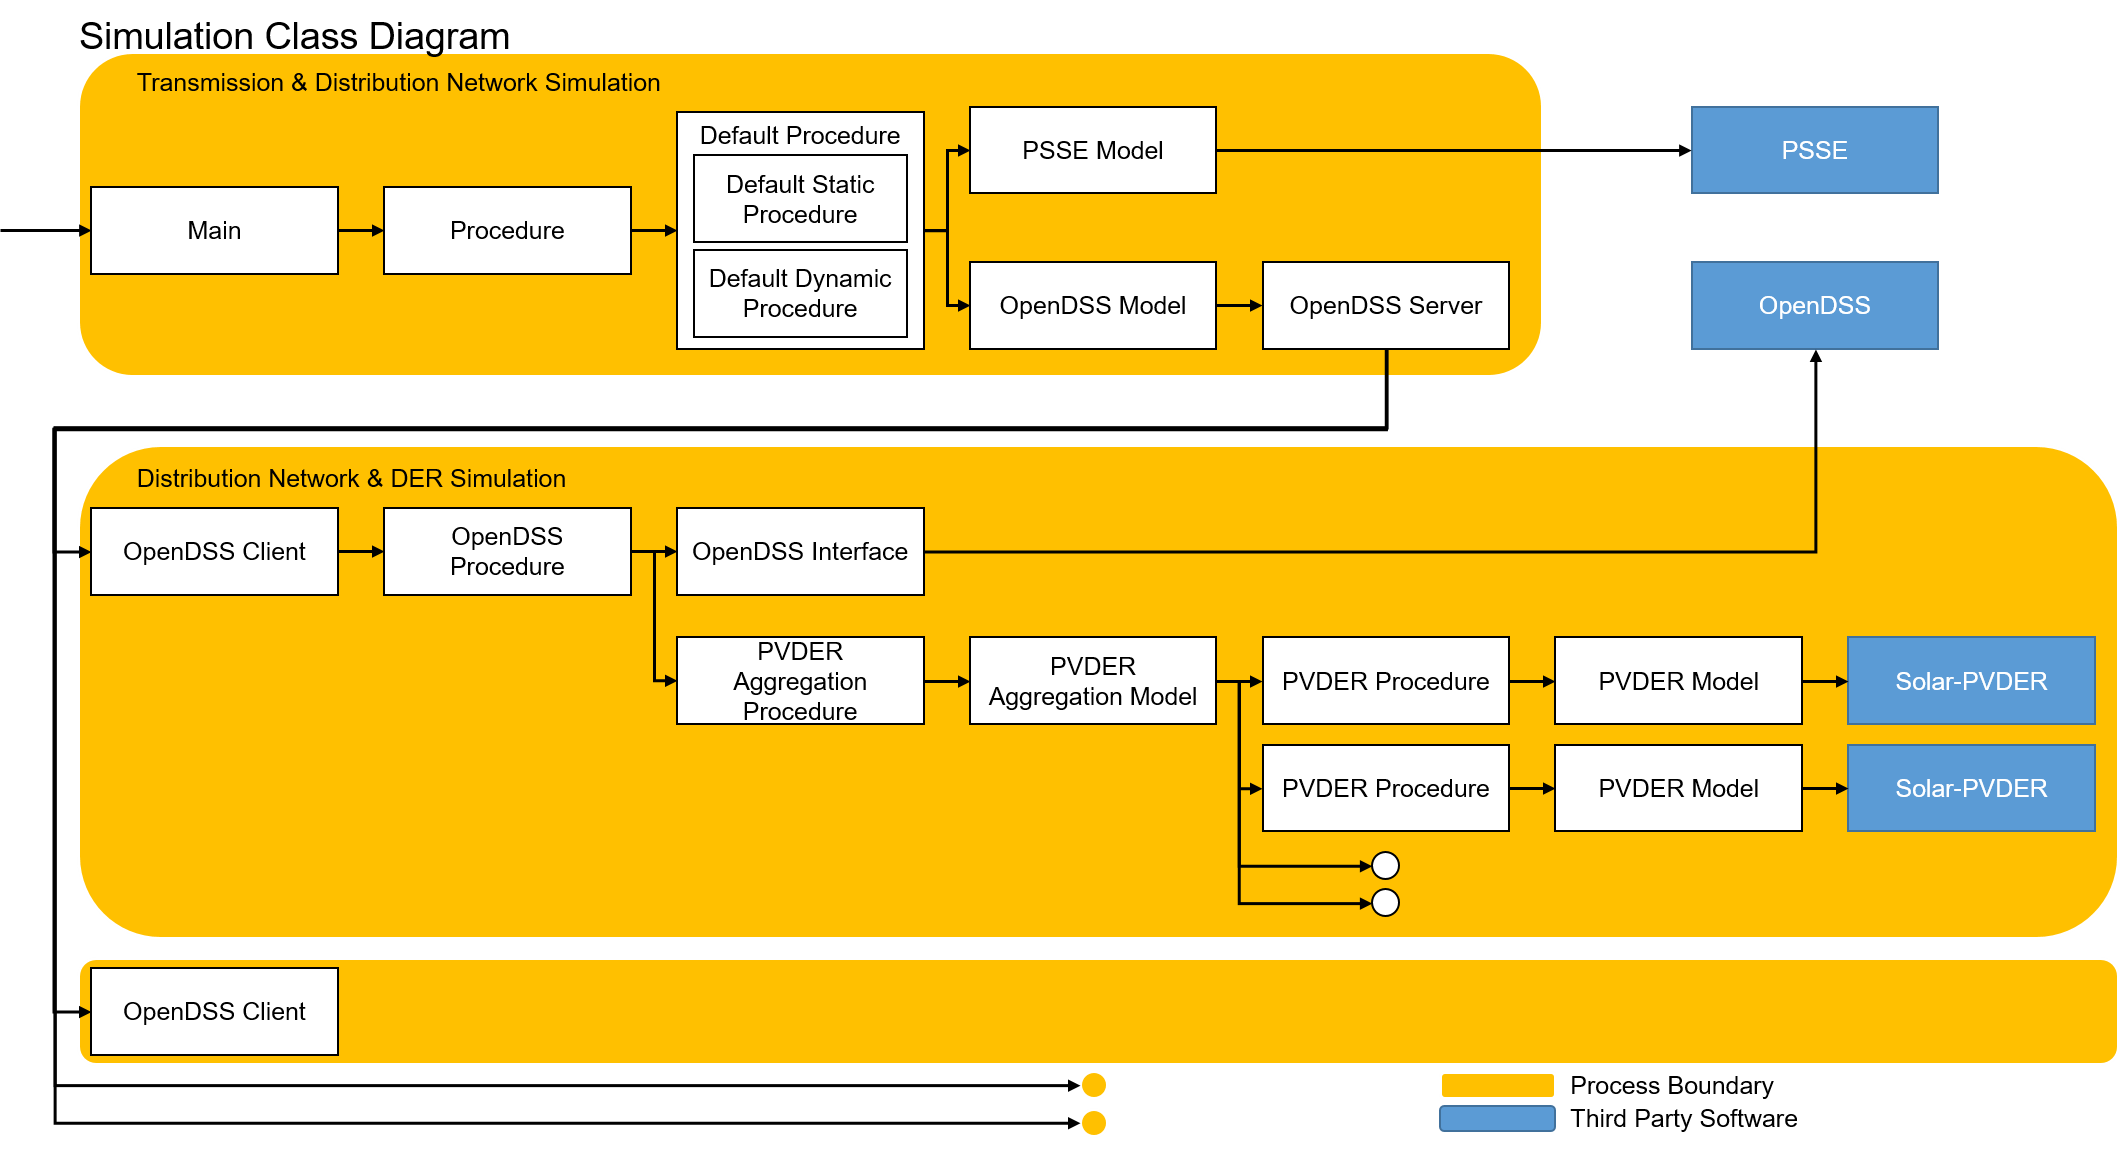 Simulation Class Diagram
Transmission & Distribution Network Simulation
Main
Procedure
Default Procedure
Default Static
Procedure
Default Dynamic
Procedure
PSSE Model
OpenDSS Model
OpenDSS Server
PSSE
OpenDSS
Distribution Network & DER Simulation
OpenDSS Client
OpenDSS
Procedure
OpenDSS Interface
PVDER
Aggregation
Procedure
PVDER
Aggregation Model
PVDER Procedure
PVDER Model
Solar-PVDER
PVDER Procedure
PVDER Model
Solar-PVDER
OpenDSS Client
Process Boundary
Third Party Software